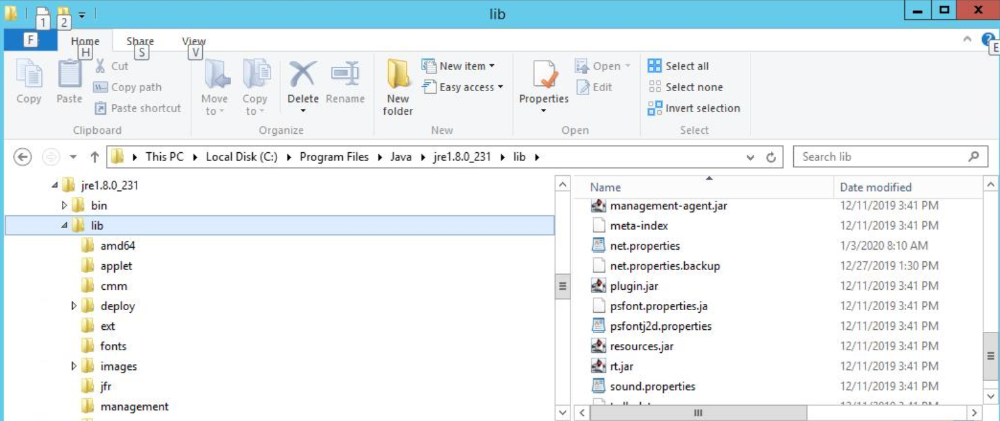 lib
1
2
F
Home
Share
View
H
S
V
E
Copy
Paste
Cut
Copy path
Paste shortcut
Move to
Copy to
Delete
Rename
New folder
New item
Easy access
Properties
Open
Edit
Select all
Select none
Invert selection
Clipboard
Organize
New
Open
Select
This PC
Local Disk (C:)
Program Files
Java
jre1.8.0_231
lib
Search lib
jre1.8.0_231
bin
lib
amd64
applet
cmm
deploy
ext
fonts
images
jfr
management
Name Date modified
management-agent.jar 12/11/2019 3:41 PM
meta-index 12/11/2019 3:41 PM
net.properties 1/3/2020 8:10 AM
net.properties.backup 12/27/2019 1:30 PM
plugin.jar 12/11/2019 3:41 PM
psfont.properties.ja 12/11/2019 3:41 PM
psfontj2d.properties 12/11/2019 3:41 PM
resources.jar 12/11/2019 3:41 PM
rt.jar 12/11/2019 3:41 PM
sound.properties 12/11/2019 3:41 PM